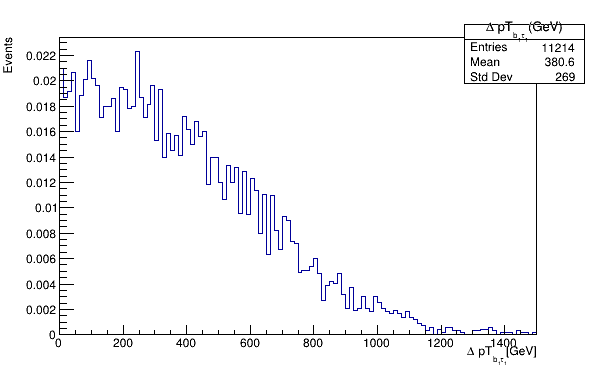 Δ pT_{b_1τ_1}(GeV)
Entries 11214
Mean 380.6
Std Dev 269
Events
0.022
0.02
0.018
0.016
0.014
0.012
0.01
0.008
0.006
0.004
0.002
0
0 200 400 600 800 1000 1200 1400
Δ pT_{b_1τ_1}[GeV]